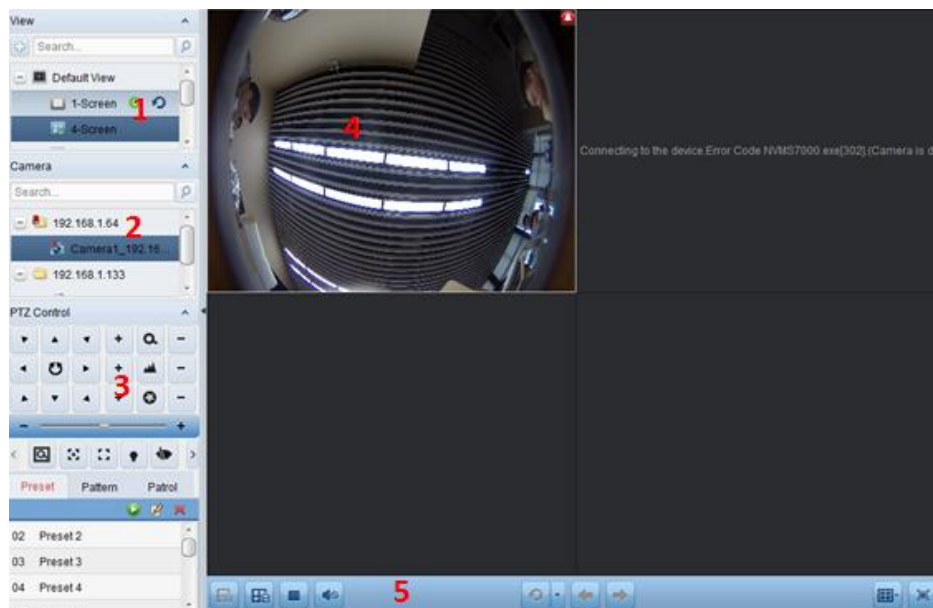 View
Search...
Default View
1-Screen
1
4-Screen
Camera
Search...
192.168.1.64
2
Camera1_192.16...
192.168.1.133
PTZ Control
3
Preset
Pattern
Patrol
02 Preset 2
03 Preset 3
04 Preset 4
4
Connecting to the device.Error Code NVMS7000.exe[302].(Camera is d
5